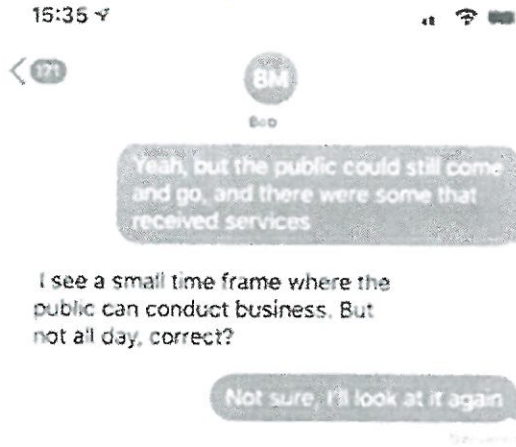 15:35
171
BM
Bob
Yeah, but the public could still come
and go, and there were some that
received services
I see a small time frame where the
public can conduct business. But
not all day, correct?
Not sure, I'll look at it again